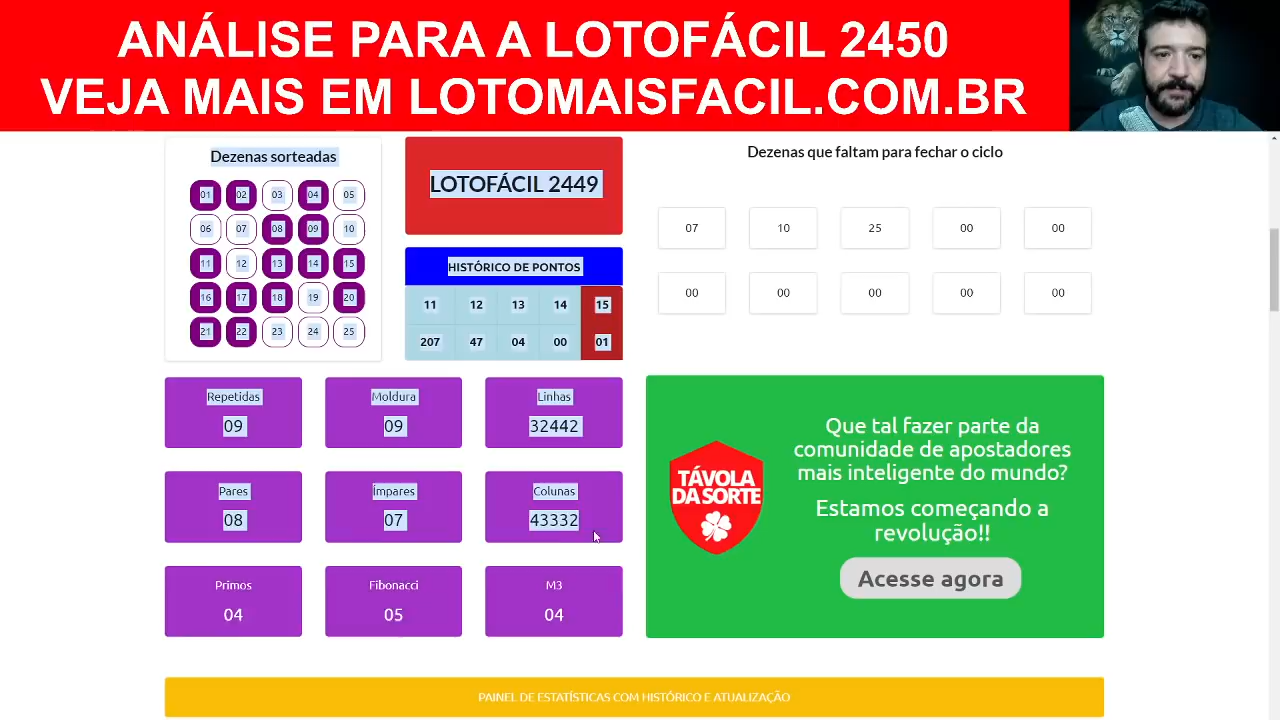 ANÁLISE PARA A LOTOFÁCIL 2450
VEJA MAIS EM LOTOMAISFACIL.COM.BR
Dezenas sorteadas
01 02 03 04 05
06 07 08 09 10
11 12 13 14 15
16 17 18 19 20
21 22 23 24 25
LOTOFÁCIL 2449
HISTÓRICO DE PONTOS
11 12 13 14 15
207 47 04 00 01
Dezenas que faltam para fechar o ciclo
07 10 25 00 00
00 00 00 00 00
Repetidas Moldura Linhas
09 09 32442
Pares Ímpares Colunas
08 07 43332
Primos Fibonacci M3
04 05 04
TÁVOLA
DA SORTE
Que tal fazer parte da
comunidade de apostadores
mais inteligente do mundo?
Estamos começando a
revolução!!
Acesse agora
PAINEL DE ESTATÍSTICAS COM HISTÓRICO E ATUALIZAÇÃO